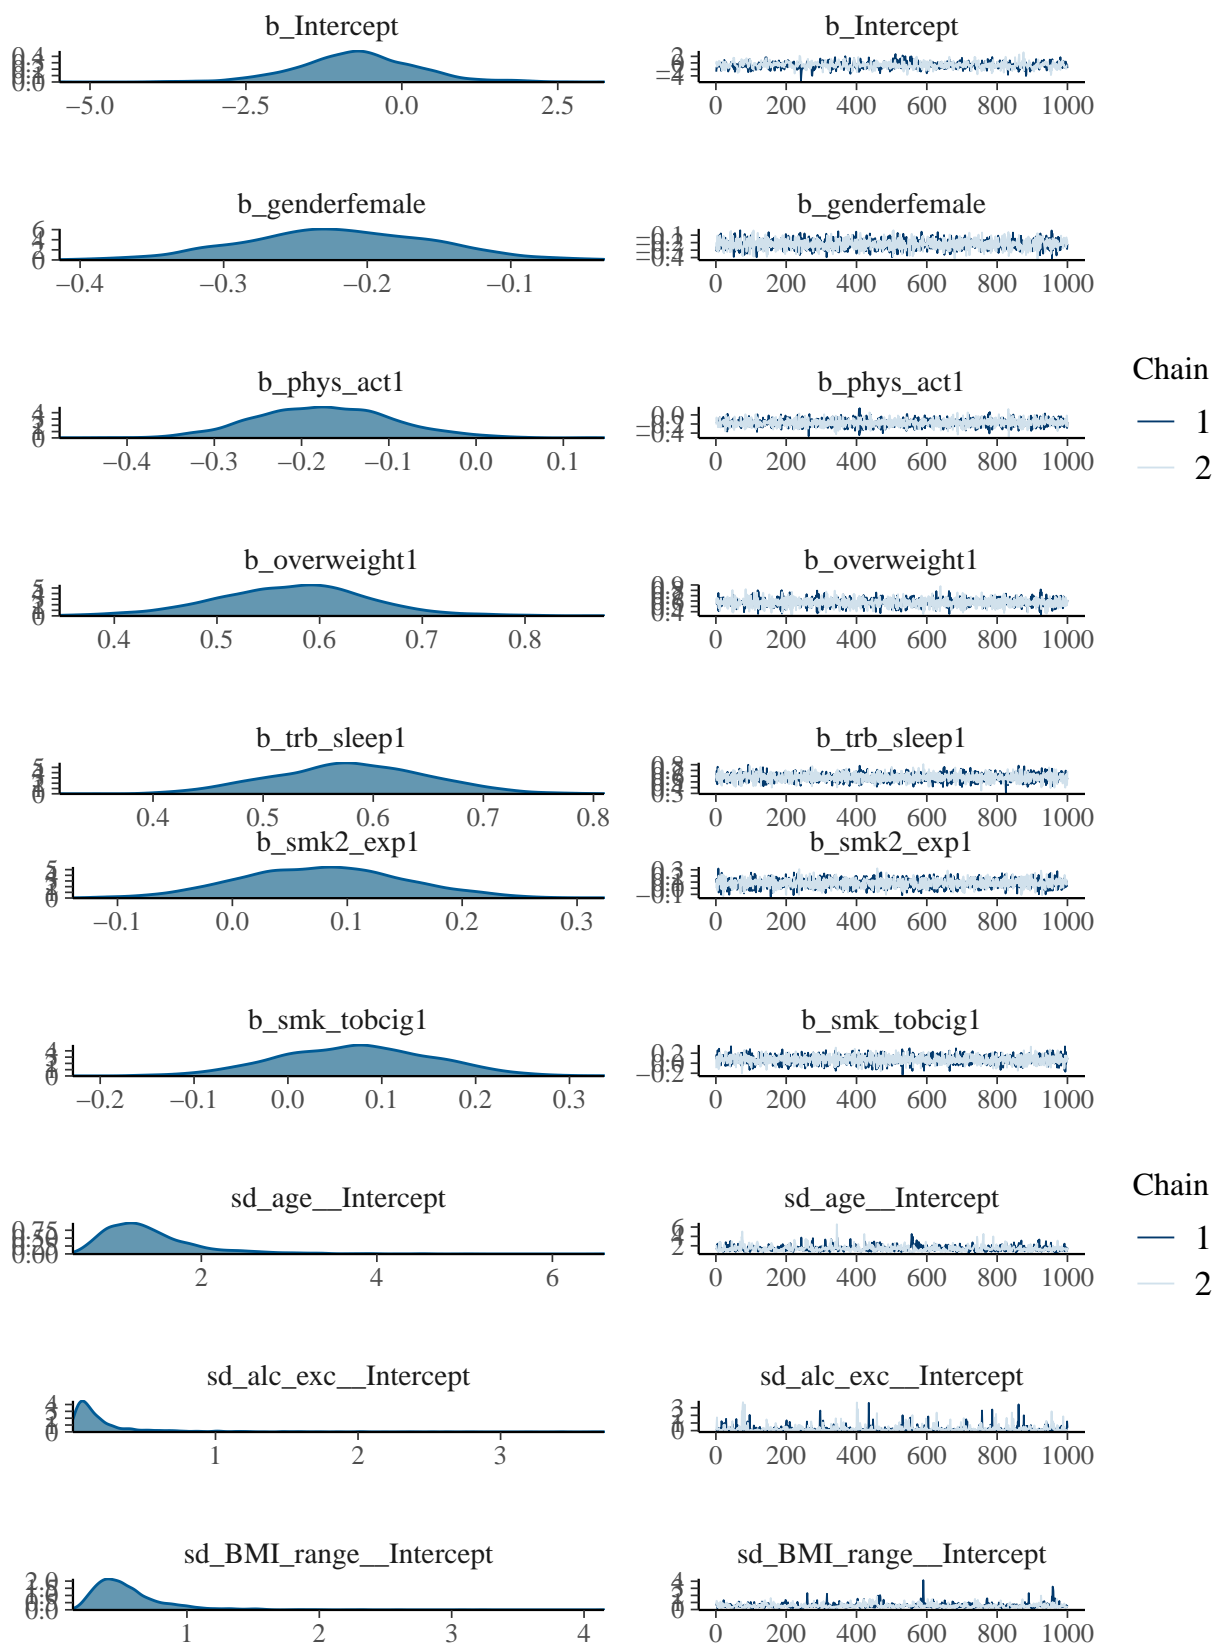 b_Intercept b_Intercept
−5.0 −2.5 0.0 2.5 0 200 400 600 800 1000
b_genderfemale b_genderfemale
6
4
2
0
−0.4 −0.3 −0.2 −0.1 0 200 400 600 800 1000
b_phys_act1 b_phys_act1
−0.4 −0.3 −0.2 −0.1 0.0 0.1 0 200 400 600 800 1000
Chain
1
2
b_overweight1 b_overweight1
0.4 0.5 0.6 0.7 0.8 0 200 400 600 800 1000
b_trb_sleep1 b_trb_sleep1
0.4 0.5 0.6 0.7 0.8 0 200 400 600 800 1000
b_smk2_exp1 b_smk2_exp1
−0.1 0.0 0.1 0.2 0.3 0 200 400 600 800 1000
b_smk_tobcig1 b_smk_tobcig1
−0.2 −0.1 0.0 0.1 0.2 0.3 0 200 400 600 800 1000
sd_age__Intercept sd_age__Intercept
6
4
2
2 4 6 0 200 400 600 800 1000
Chain
1
2
sd_alc_exc__Intercept sd_alc_exc__Intercept
1 2 3 0 200 400 600 800 1000
sd_BMI_range__Intercept sd_BMI_range__Intercept
1 2 3 4 0 200 400 600 800 1000